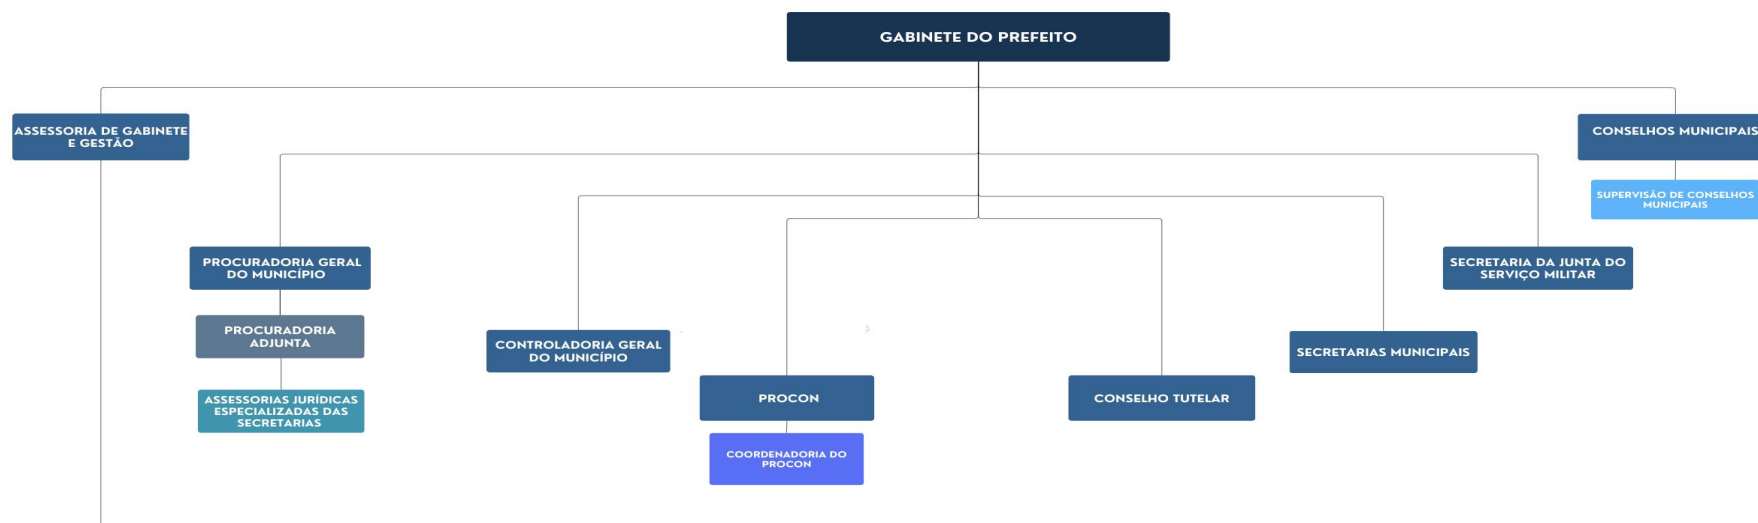 GABINETE DO PREFEITO
ASSESSORIA DE GABINETE
E GESTÃO
CONSELHOS MUNICIPAIS
SUPERVISÃO DE CONSELHOS
MUNICIPAIS
PROCURADORIA GERAL
DO MUNICÍPIO
SECRETARIA DA JUNTA DO
SERVIÇO MILITAR
PROCURADORIA
ADJUNTA
CONTROLADORIA GERAL
DO MUNICÍPIO
SECRETARIAS MUNICIPAIS
ASSESSORIAS JURÍDICAS
ESPECIALIZADAS DAS
SECRETARIAS
PROCON
CONSELHO TUTELAR
COORDENADORIA DO
PROCON